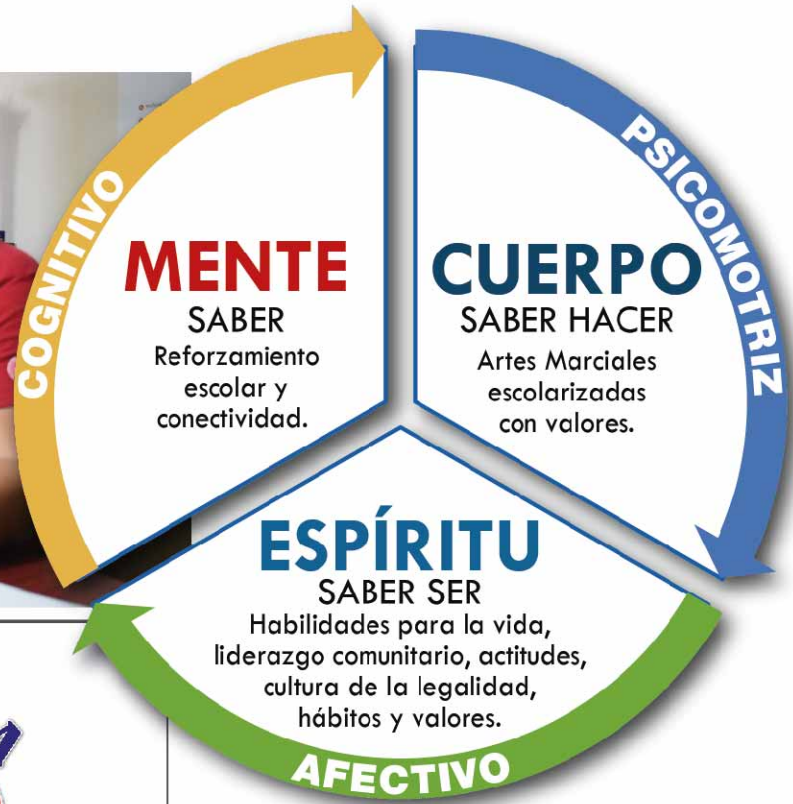 COGNITIVO
MENTE
SABER
Reforzamiento
escolar y
conectividad.
PSICOMOTRIZ
CUERPO
SABER HACER
Artes Marciales
escolarizadas
con valores.
ESPÍRITU
SABER SER
Habilidades para la vida,
liderazgo comunitario, actitudes,
cultura de la legalidad,
hábitos y valores.
AFECTIVO